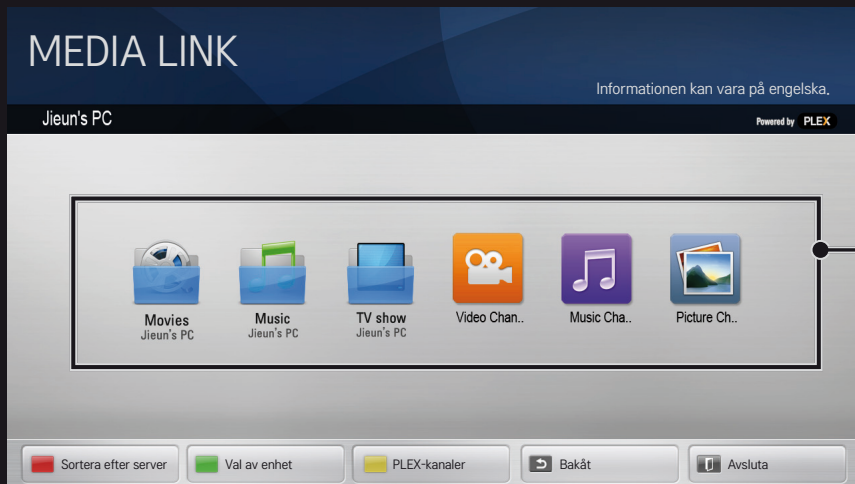 MEDIA LINK
Informationen kan vara på engelska.
Jieun's PC
Powered by PLEX
Movies
Jieun's PC
Music
Jieun's PC
TV show
Jieun's PC
Video Chan..
Music Cha..
Picture Ch..
Sortera efter server
Val av enhet
PLEX-kanaler
Bakåt
Avsluta